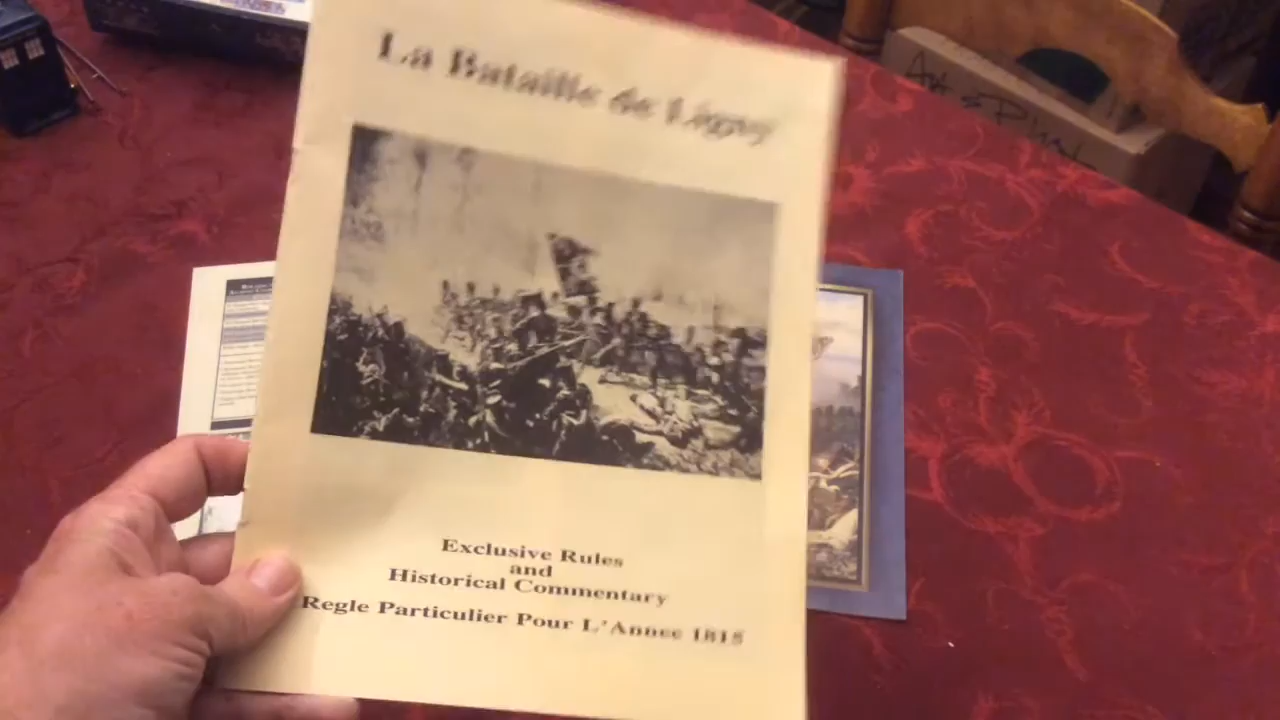 La Bataille de Ligny
Exclusive Rules
and
Historical Commentary
Regle Particulier Pour L'Annee 1815